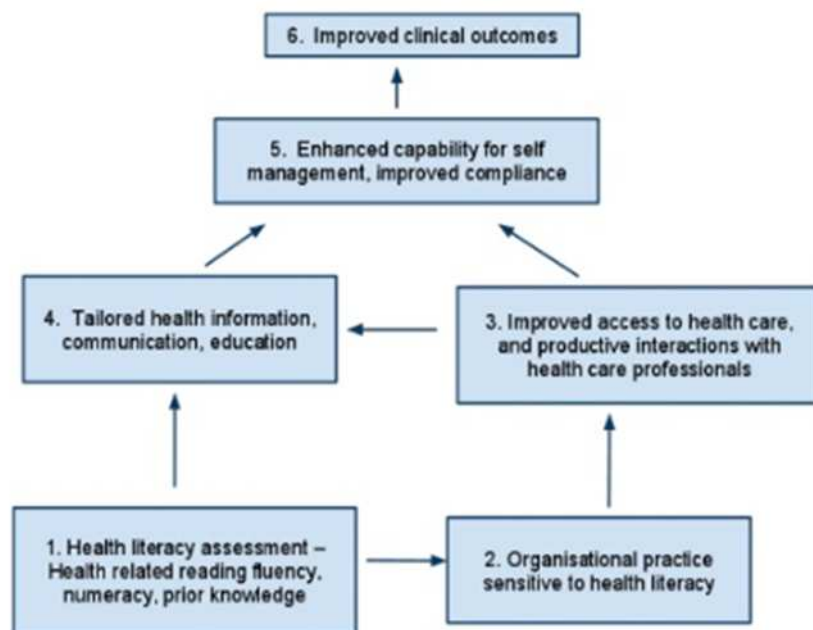 6. Improved clinical outcomes
5. Enhanced capability for self
management, improved compliance
4. Tailored health information,
communication, education
3. Improved access to health care,
and productive interactions with
health care professionals
1. Health literacy assessment –
Health related reading fluency,
numeracy, prior knowledge
2. Organisational practice
sensitive to health literacy